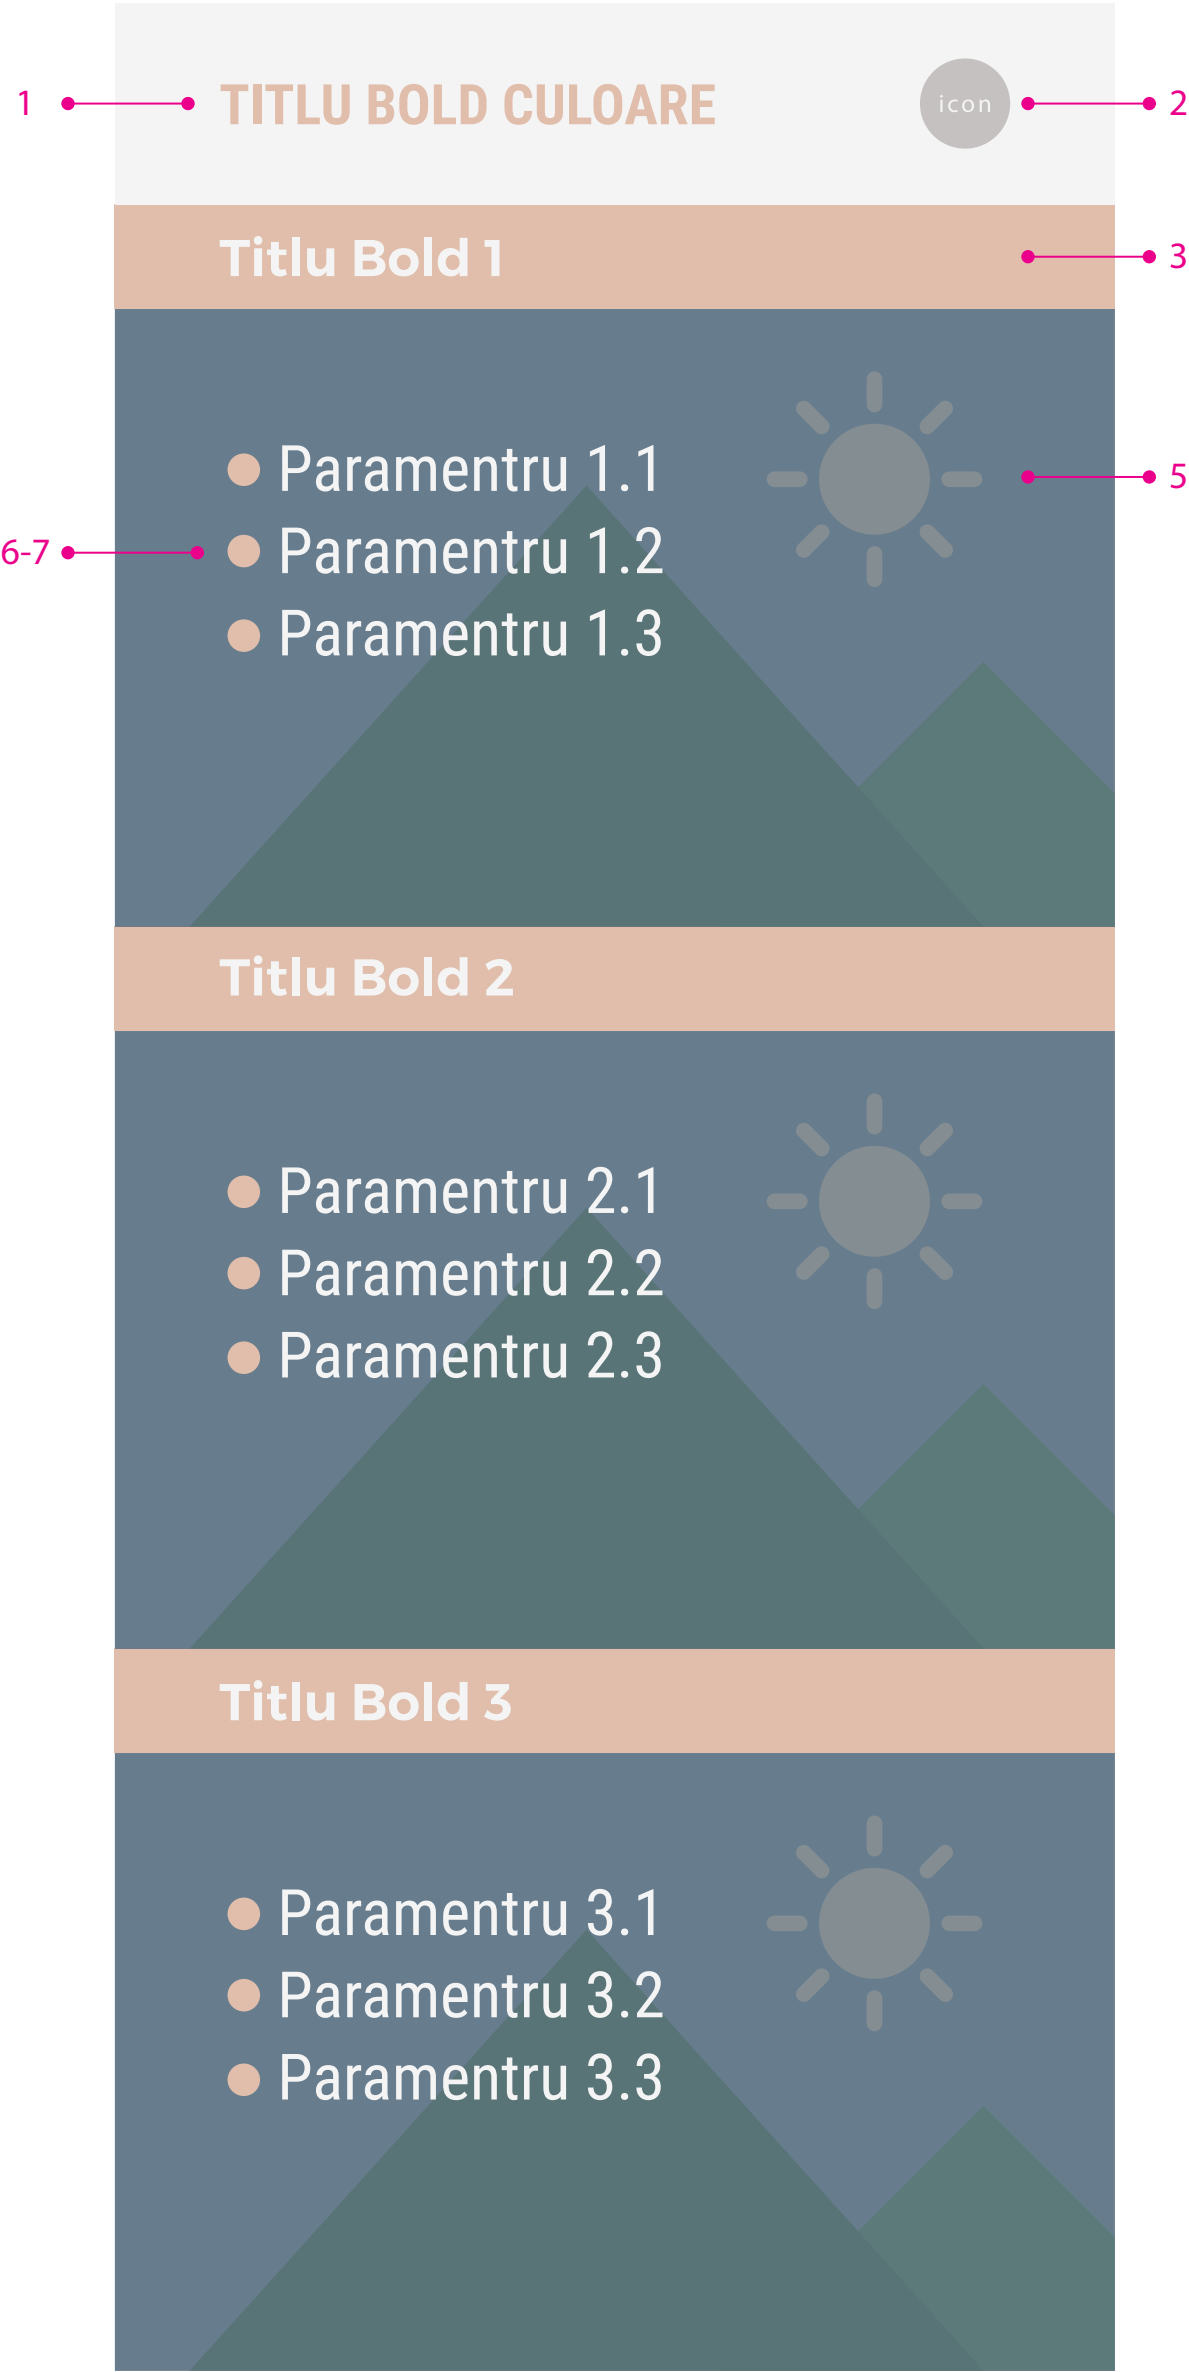 1 TITLU BOLD CULOARE icon 2
Titlu Bold 1 3
Paramentru 1.1 5
6-7 Paramentru 1.2
Paramentru 1.3
Titlu Bold 2
Paramentru 2.1
Paramentru 2.2
Paramentru 2.3
Titlu Bold 3
Paramentru 3.1
Paramentru 3.2
Paramentru 3.3